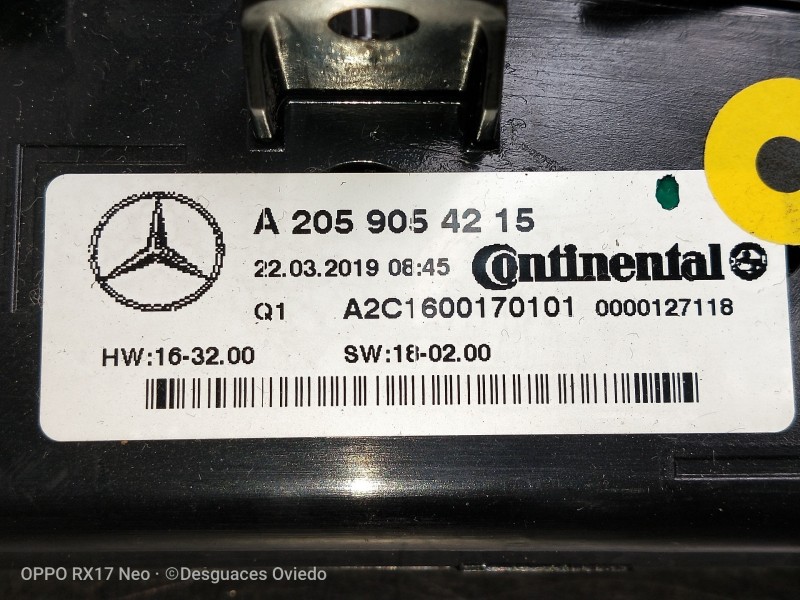 A 205 905 42 15
22.03.2019 08:45 Continental
Q1 A2C1600170101 0000127118
HW:16-32.00 SW:18-02.00
OPPO RX17 Neo · ©Desguaces Oviedo